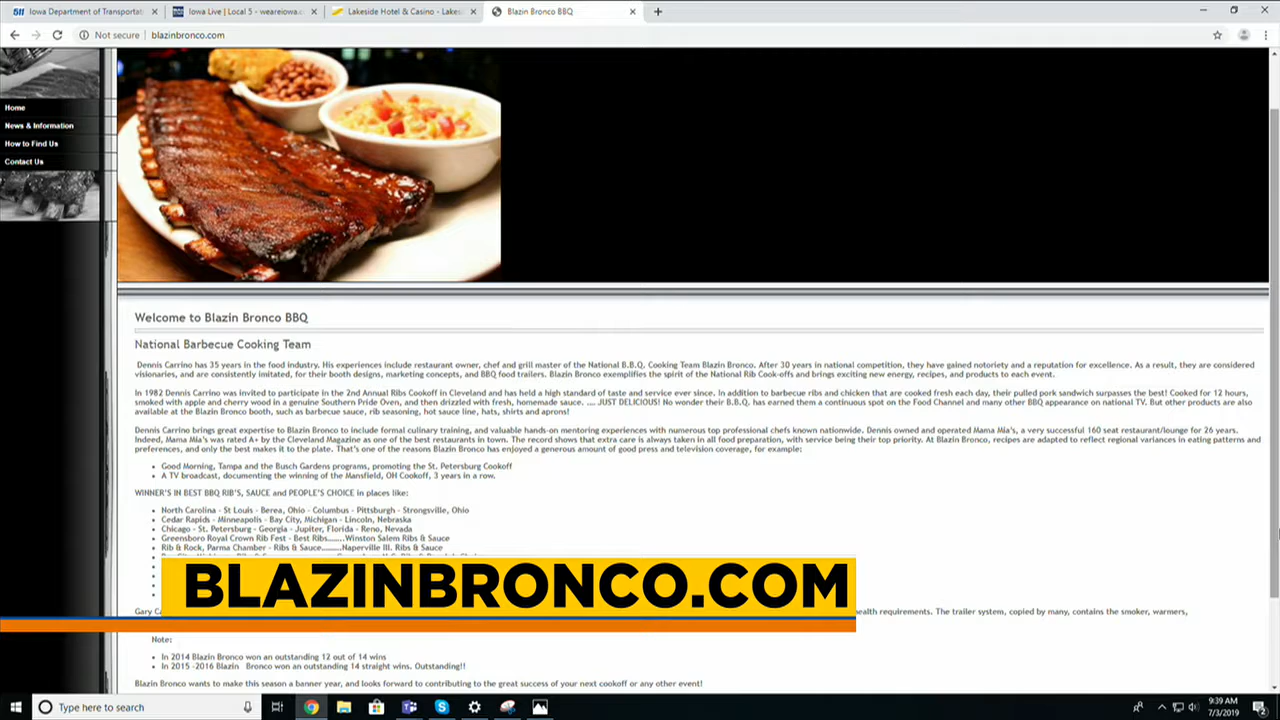 Iowa Department of Transportat
Iowa Live | Local 5 - weareiowa.c
Lakeside Hotel & Casino - Lakes
Blazin Bronco BBQ
Not secure | blazinbronco.com
Home
News & Information
How to Find Us
Contact Us
Welcome to Blazin Bronco BBQ
National Barbecue Cooking Team
Dennis Carrino has 35 years in the food industry. His experiences include restaurant owner, chef and grill master of the National B.B.Q. Cooking Team Blazin Bronco. After 30 years in national competition, they have gained notoriety and a reputation for excellence. As a result, they are considered
visionaries, and are consistently imitated, for their booth designs, marketing concepts, and BBQ food trailers. Blazin Bronco exemplifies the spirit of the National Rib Cook-offs and brings exciting new energy, recipes, and products to each event.
In 1982 Dennis Carrino was invited to participate in the 2nd Annual Ribs Cookoff in Cleveland and has held a high standard of taste and service ever since. In addition to barbecue ribs and chicken that are cooked fresh each day, their pulled pork sandwich surpasses the best! Cooked for 12 hours,
smoked with apple and cherry wood in a genuine Southern Pride Oven, and then drizzled with fresh, homemade sauce. .... JUST DELICIOUS! No wonder their B.B.Q. has earned them a continuous spot on the Food Channel and many other BBQ appearance on national TV. But other products are also
available at the Blazin Bronco booth, such as barbecue sauce, rib seasoning, hot sauce line, hats, shirts and aprons!
Dennis Carrino brings great expertise to Blazin Bronco to include formal culinary training, and valuable hands-on mentoring experiences with numerous top professional chefs known nationwide. Dennis owned and operated Mama Mia's, a very successful 160 seat restaurant/lounge for 26 years.
Indeed, Mama Mia's was rated A+ by the Cleveland Magazine as one of the best restaurants in town. The record shows that extra care is always taken in all food preparation, with service being their top priority. At Blazin Bronco, recipes are adapted to reflect regional variances in eating patterns and
preferences, and only the best makes it to the plate. That's one of the reasons Blazin Bronco has enjoyed a generous amount of good press and television coverage, for example:
• Good Morning, Tampa and the Busch Gardens programs, promoting the St. Petersburg Cookoff
• A TV broadcast, documenting the winning of the Mansfield, OH Cookoff, 3 years in a row.
WINNER'S IN BEST BBQ RIB'S, SAUCE and PEOPLE'S CHOICE in places like:
• North Carolina - St Louis - Berea, Ohio - Columbus - Pittsburgh - Strongsville, Ohio
• Cedar Rapids - Minneapolis - Bay City, Michigan - Lincoln, Nebraska
• Chicago - St. Petersburg - Georgia - Jupiter, Florida - Reno, Nevada
• Greensboro Royal Crown Rib Fest - Best Ribs.......Winston Salem Ribs & Sauce
• Rib & Rock, Parma Chamber - Ribs & Sauce.........Naperville Ill. Ribs & Sauce
BLAZINBRONCO.COM
Gary C
ealth requirements. The trailer system, copied by many, contains the smoker, warmers,
Note:
• In 2014 Blazin Bronco won an outstanding 12 out of 14 wins
• In 2015 -2016 Blazin Bronco won an outstanding 14 straight wins. Outstanding!!
Blazin Bronco wants to make this season a banner year, and looks forward to contributing to the great success of your next cookoff or any other event!
Type here to search
9:39 AM
7/3/2019